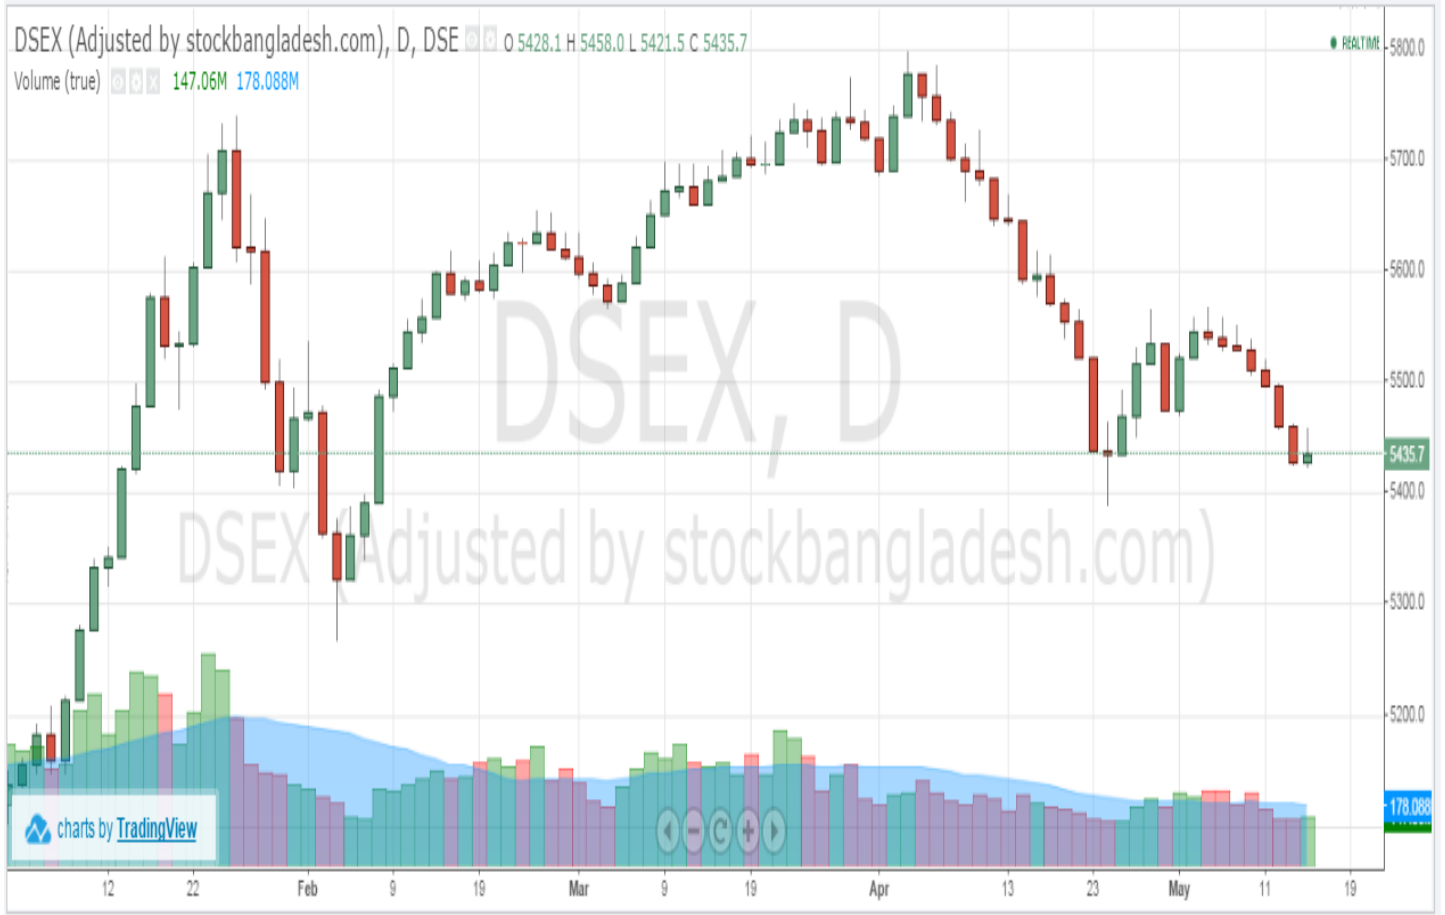 DSEX (Adjusted by stockbangladesh.com), D, DSE O 5428.1 H 5458.0 L 5421.5 C 5435.7
REALTIME
Volume (true) 147.06M 178.088M
5800.0
5700.0
5600.0
5500.0
5435.7
5400.0
5300.0
5200.0
178.088
DSEX, D
DSEX (Adjusted by stockbangladesh.com)
charts by TradingView
12 22 Feb 9 19 Mar 9 19 Apr 13 23 May 11 19